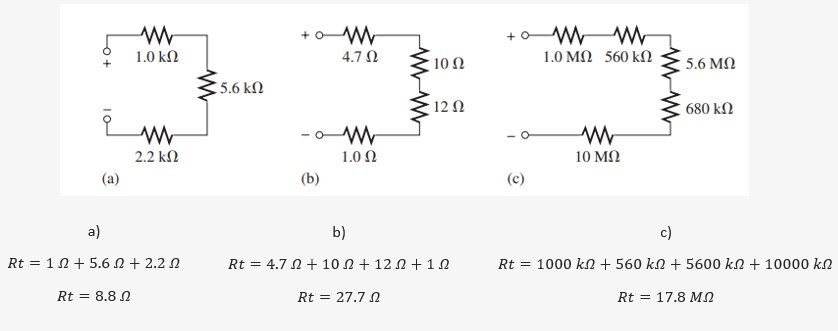 + 1.0 kΩ 5.6 kΩ
− 2.2 kΩ
(a)
+ 4.7 Ω 10 Ω
12 Ω
− 1.0 Ω
(b)
+ 1.0 MΩ 560 kΩ 5.6 MΩ
680 kΩ
− 10 MΩ
(c)
a)
Rt = 1 Ω + 5.6 Ω + 2.2 Ω
Rt = 8.8 Ω
b)
Rt = 4.7 Ω + 10 Ω + 12 Ω + 1 Ω
Rt = 27.7 Ω
c)
Rt = 1000 kΩ + 560 kΩ + 5600 kΩ + 10000 kΩ
Rt = 17.8 MΩ